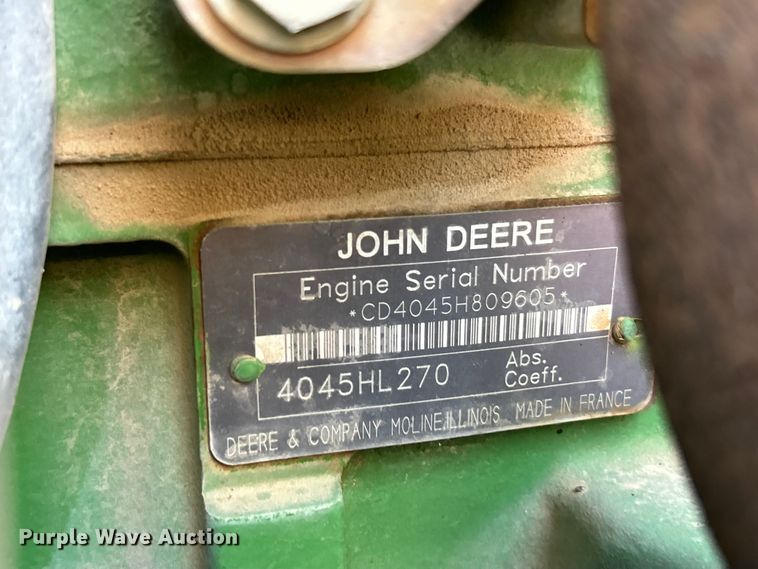 JOHN DEERE
Engine Serial Number
*CD4045H809605*
4045HL270
Abs.
Coeff.
DEERE & COMPANY MOLINE,ILLINOIS MADE IN FRANCE
Purple Wave Auction